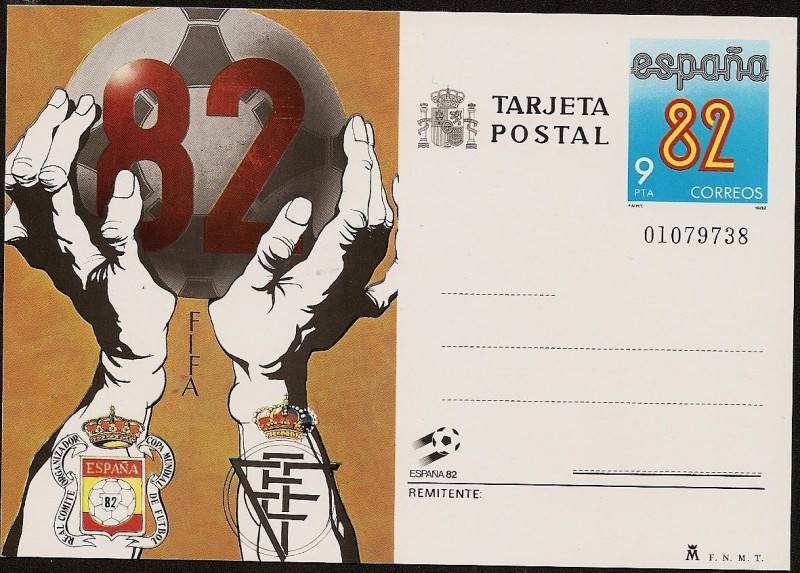 82
FIFA
REAL COMITE ORGANIZADOR
COPA MUNDIAL DE FUTBOL
ESPAÑA
82
TARJETA
POSTAL
españa
82
9
PTA
CORREOS
F.N.M.T.
1982
01079738
ESPAÑA 82
REMITENTE:
M F. N. M. T.